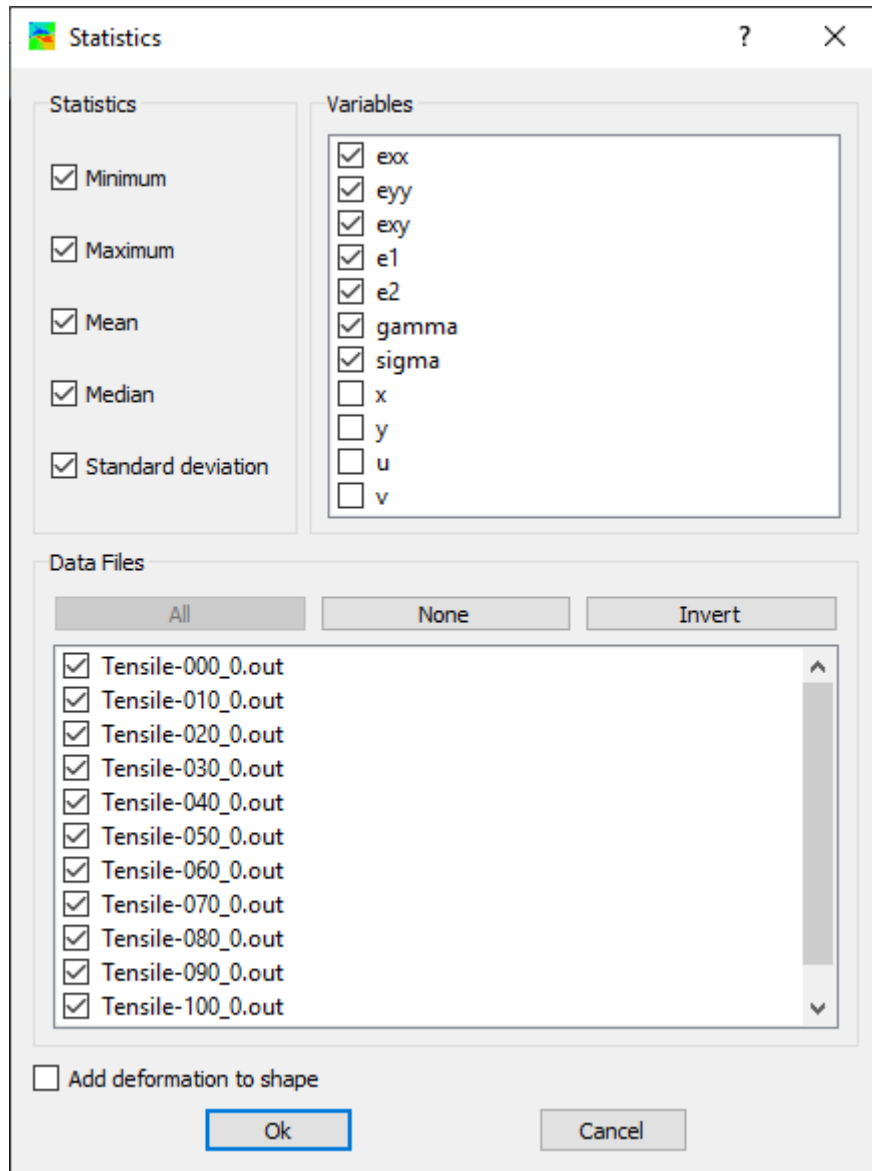 Statistics
?
Statistics
Variables
Minimum
Maximum
Mean
Median
Standard deviation
exx
eyy
exy
e1
e2
gamma
sigma
x
y
u
v
Data Files
All None Invert
Tensile-000_0.out
Tensile-010_0.out
Tensile-020_0.out
Tensile-030_0.out
Tensile-040_0.out
Tensile-050_0.out
Tensile-060_0.out
Tensile-070_0.out
Tensile-080_0.out
Tensile-090_0.out
Tensile-100_0.out
Add deformation to shape
Ok Cancel